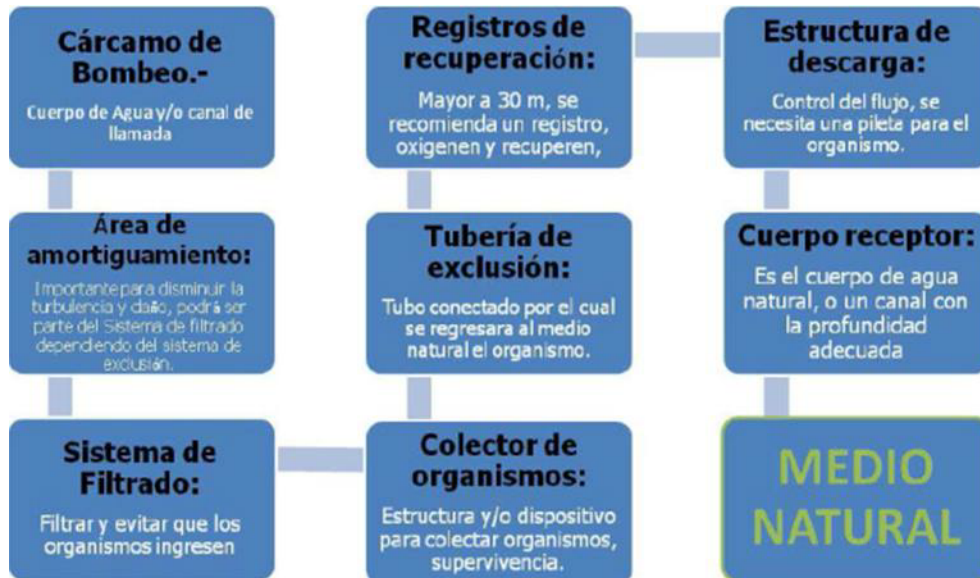 Cárcamo de
Bombeo.-
Cuerpo de Agua y/o canal de
llamada
Área de
amortiguamiento:
Importante para disminuir la
turbulencia y daño, podrá ser
parte del Sistema de filtrado
dependiendo del sistema de
exclusión.
Sistema de
Filtrado:
Filtrar y evitar que los
organismos ingresen
Colector de
organismos:
Estructura y/o dispositivo
para colectar organismos,
supervivencia.
Tubería de
exclusión:
Tubo conectado por el cual
se regresara al medio
natural el organismo.
Registros de
recuperación:
Mayor a 30 m, se
recomienda un registro,
oxigenen y recuperen,
Estructura de
descarga:
Control del flujo, se
necesita una pileta para el
organismo.
Cuerpo receptor:
Es el cuerpo de agua
natural, o un canal con
la profundidad
adecuada
MEDIO
NATURAL